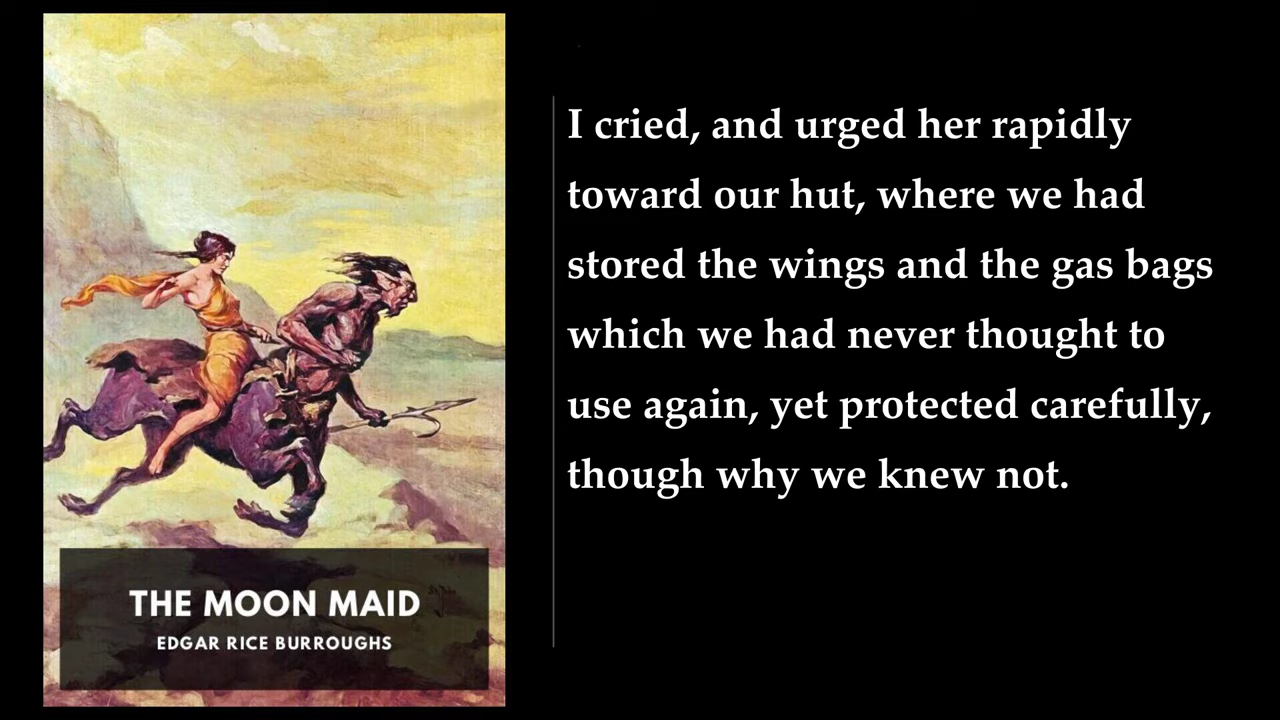 I cried, and urged her rapidly
toward our hut, where we had
stored the wings and the gas bags
which we had never thought to
use again, yet protected carefully,
though why we knew not.
THE MOON MAID
EDGAR RICE BURROUGHS